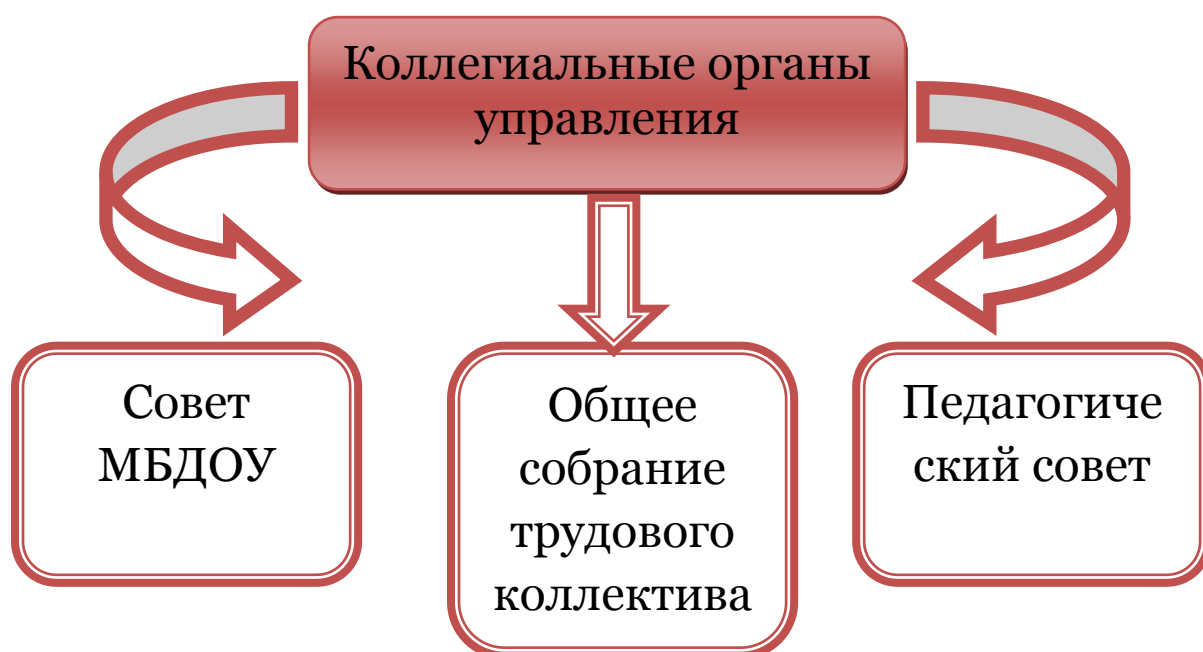 Коллегиальные органы
управления
Совет
МБДОУ
Общее
собрание
трудового
коллектива
Педагогиче
ский совет